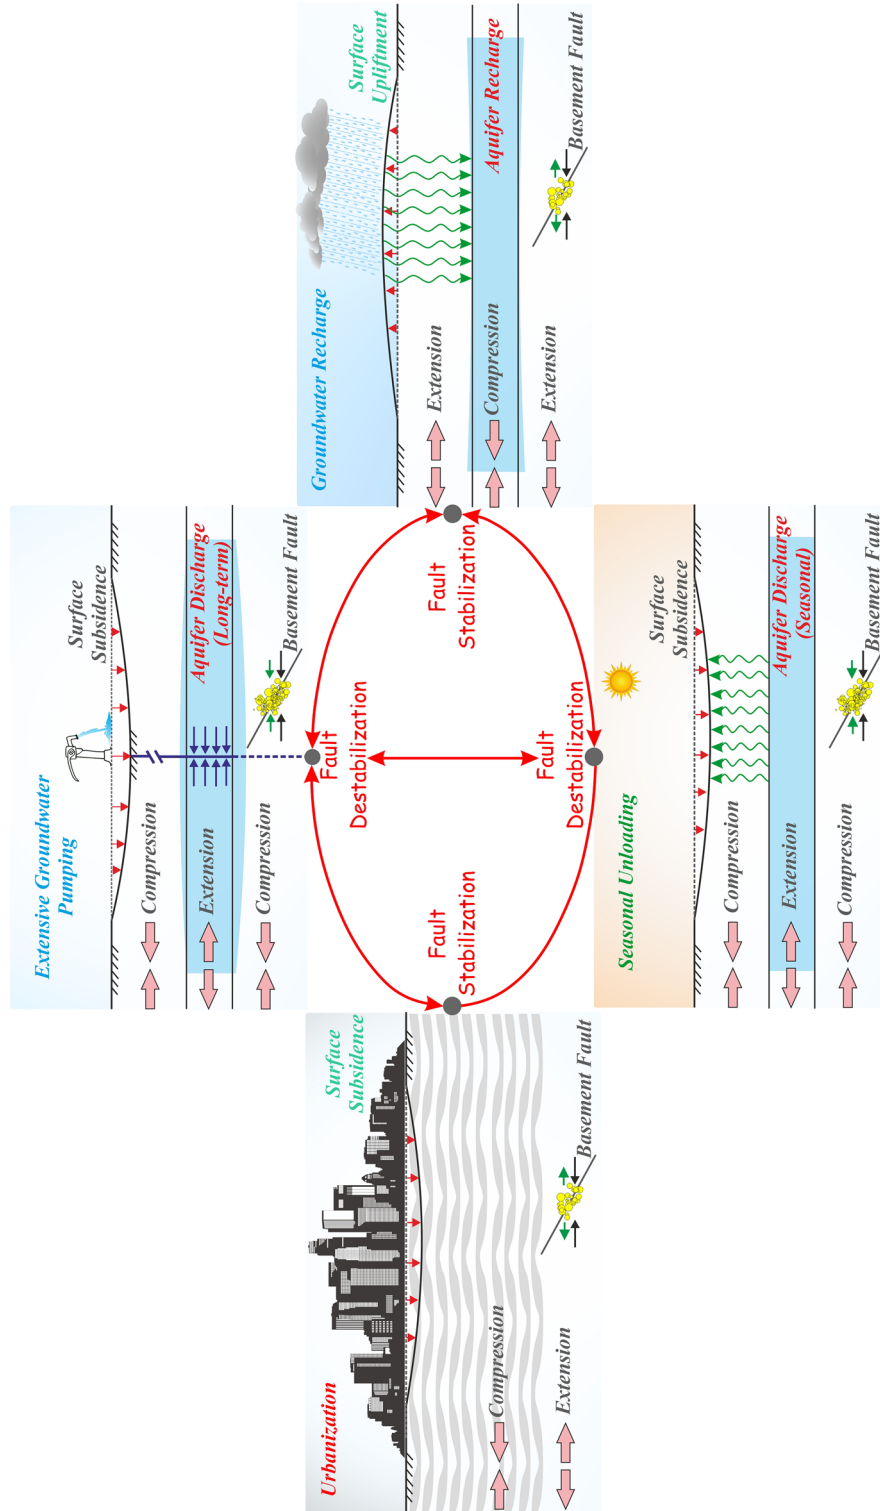 Extensive Groundwater
Pumping
Surface
Subsidence
Compression
Extension
Aquifer Discharge
(Long-term)
Compression
Basement Fault
Urbanization
Surface
Subsidence
Compression
Extension
Basement Fault
Fault
Destabilization
Fault
Stabilization
Fault
Stabilization
Fault
Destabilization
Groundwater Recharge
Surface
Upliftment
Extension
Compression
Aquifer Recharge
Extension
Basement Fault
Seasonal Unloading
Surface
Subsidence
Compression
Extension
Aquifer Discharge
(Seasonal)
Compression
Basement Fault